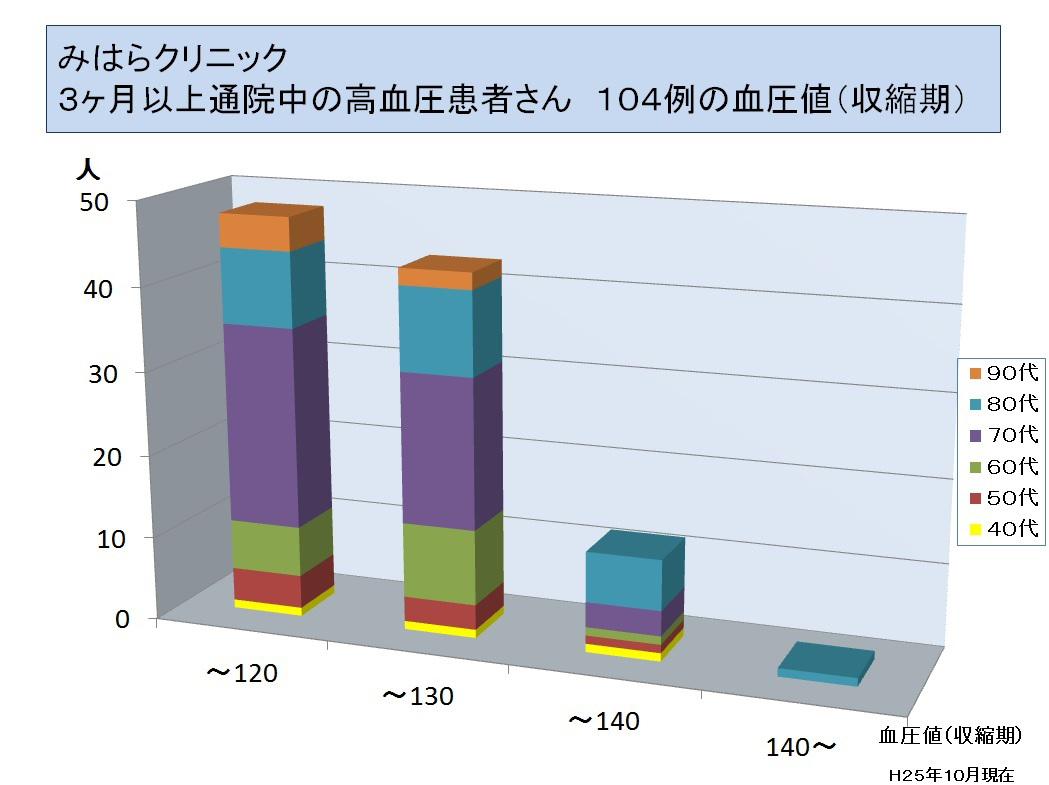 みはらクリニック
３ヶ月以上通院中の高血圧患者さん　１０４例の血圧値（収縮期）
人
50
40
30
20
10
0
～120
～130
～140
140～
血圧値（収縮期）
H25年10月現在
90代
80代
70代
60代
50代
40代